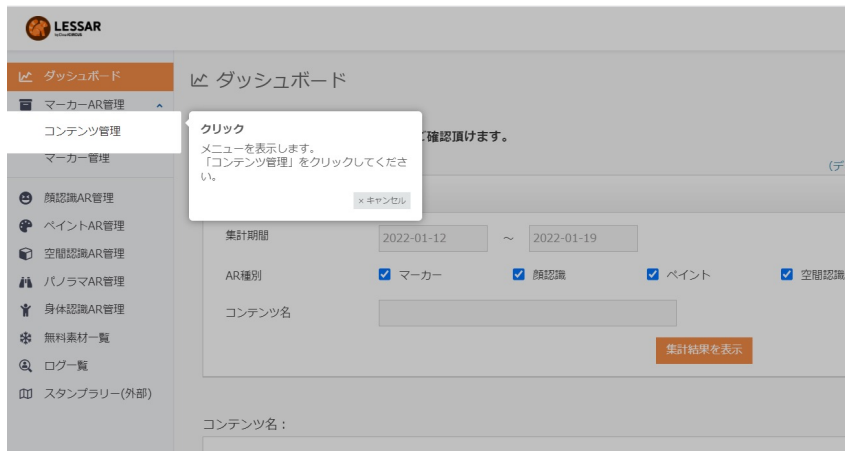 LESSAR
ダッシュボード
マーカーAR管理
コンテンツ管理
マーカー管理
顔認識AR管理
ペイントAR管理
空間認識AR管理
パノラマAR管理
身体認識AR管理
無料素材一覧
ログ一覧
スタンプラリー(外部)
ダッシュボード
クリック
メニューを表示します。
「コンテンツ管理」をクリックしてくださ
い。
×キャンセル
ご確認頂けます。
(デ
集計期間 2022-01-12 ～ 2022-01-19
AR種別 マーカー 顔認識 ペイント 空間認識
コンテンツ名
集計結果を表示
コンテンツ名：